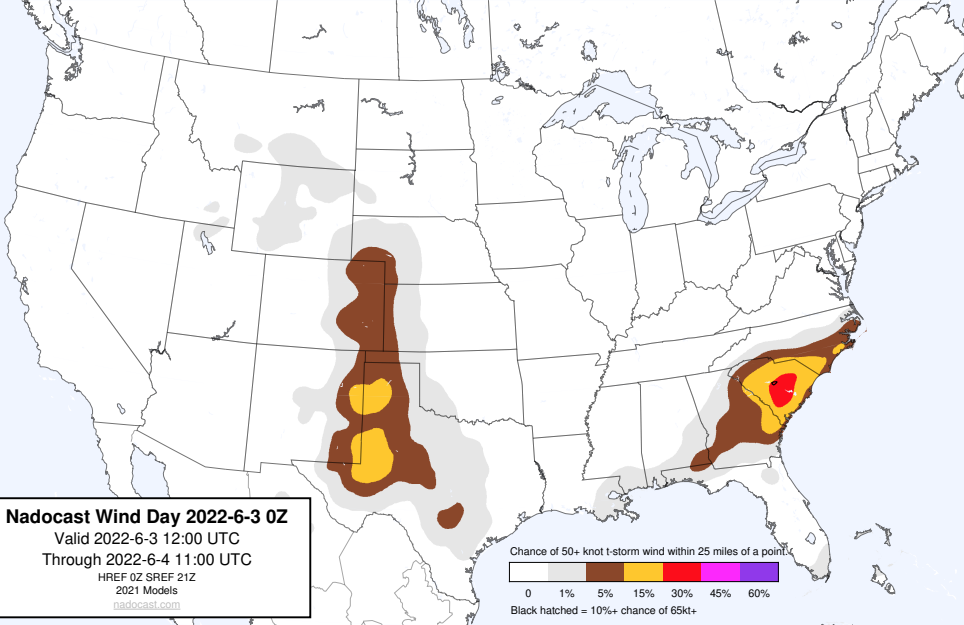 Nadocast Wind Day 2022-6-3 0Z
Valid 2022-6-3 12:00 UTC
Through 2022-6-4 11:00 UTC
HREF 0Z SREF 21Z
2021 Models
nadocast.com
Chance of 50+ knot t-storm wind within 25 miles of a point.
0 1% 5% 15% 30% 45% 60%
Black hatched = 10%+ chance of 65kt+